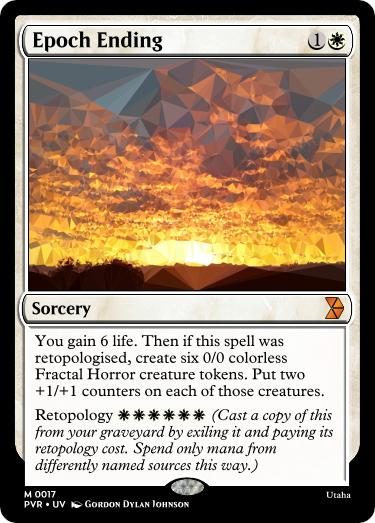 Epoch Ending 1
Sorcery
You gain 6 life. Then if this spell was
retopologised, create six 0/0 colorless
Fractal Horror creature tokens. Put two
+1/+1 counters on each of those creatures.
Retopology (Cast a copy of this
from your graveyard by exiling it and paying its
retopology cost. Spend only mana from
differently named sources this way.)
M 0017
PVR • UV Gordon Dylan Johnson
Utaha